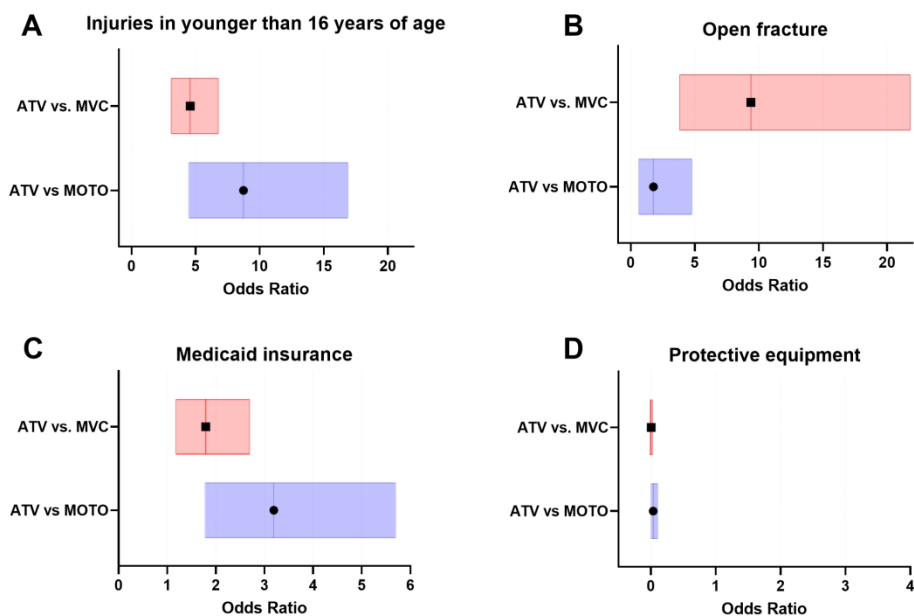 A
Injuries in younger than 16 years of age
ATV vs. MVC
ATV vs MOTO
0 5 10 15 20
Odds Ratio
B
Open fracture
ATV vs. MVC
ATV vs MOTO
0 5 10 15 20
Odds Ratio
C
Medicaid insurance
ATV vs. MVC
ATV vs MOTO
0 1 2 3 4 5 6
Odds Ratio
D
Protective equipment
ATV vs. MVC
ATV vs MOTO
0 1 2 3 4
Odds Ratio